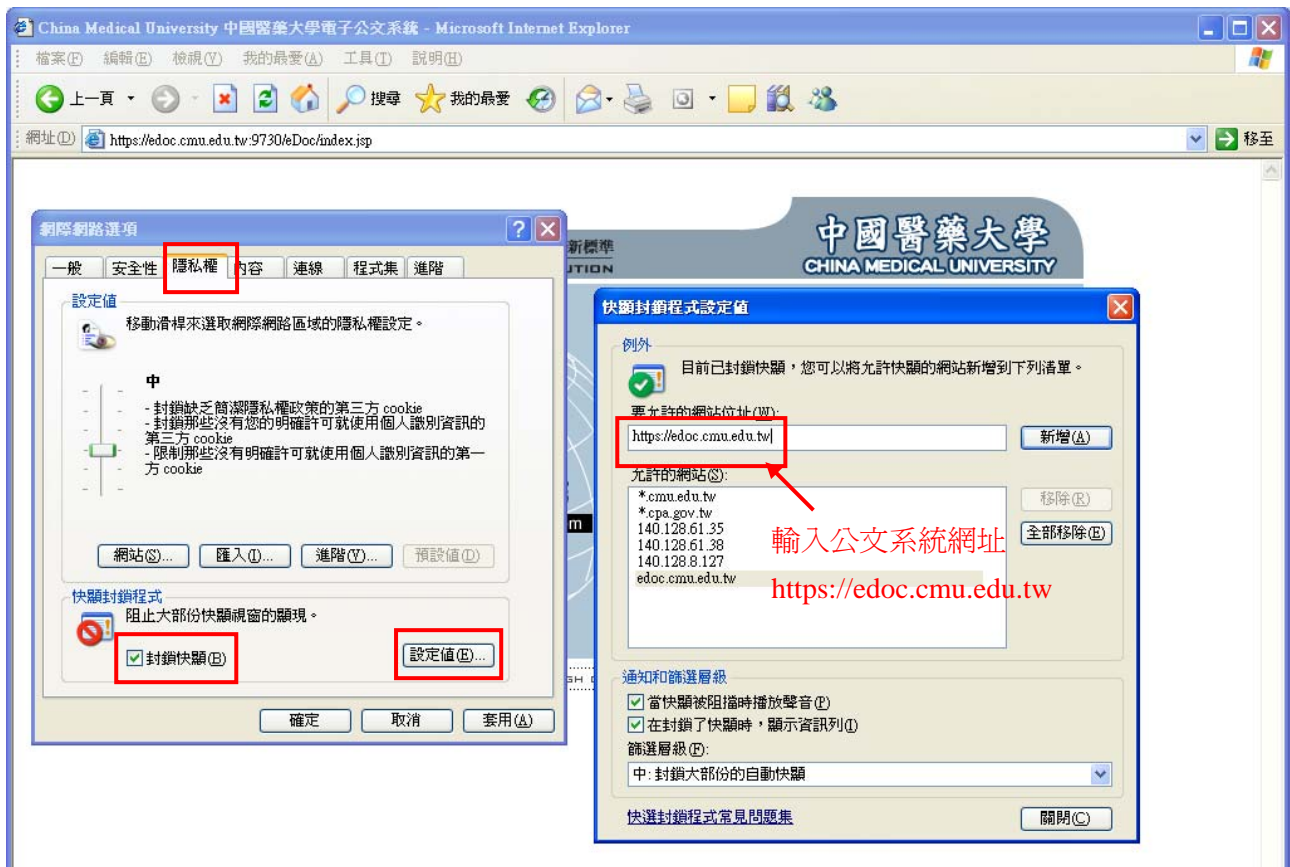 China Medical University 中國醫藥大學電子公文系統 - Microsoft Internet Explorer
檔案(F) 編輯(E) 檢視(V) 我的最愛(A) 工具(T) 說明(H)
上一頁 搜尋 我的最愛
網址(D) https://edoc.cmu.edu.tw:9730/eDoc/index.jsp 移至
中國醫藥大學
CHINA MEDICAL UNIVERSITY
新標準
UTION
網際網路選項
一般 安全性 隱私權 內容 連線 程式集 進階
設定值
移動滑桿來選取網際網路區域的隱私權設定。
中
- 封鎖缺乏簡潔隱私權政策的第三方 cookie
- 封鎖那些沒有您的明確許可就使用個人識別資訊的
第三方 cookie
- 限制那些沒有明確許可就使用個人識別資訊的第一
方 cookie
網站(S)... 匯入(I)... 進階(V)... 預設值(D)
快顯封鎖程式
阻止大部份快顯視窗的顯現。
封鎖快顯(B) 設定值(E)...
確定 取消 套用(A)
快顯封鎖程式設定值
例外
目前已封鎖快顯,您可以將允許快顯的網站新增到下列清單。
要允許的網站位址(W):
https://edoc.cmu.edu.tw 新增(A)
允許的網站(S):
*.cmu.edu.tw
*.cpa.gov.tw
140.128.61.35
140.128.61.38
140.128.8.127
edoc.cmu.edu.tw
移除(R)
全部移除(E)
輸入公文系統網址
https://edoc.cmu.edu.tw
通知和篩選層級
當快顯被阻擋時播放聲音(P)
在封鎖了快顯時,顯示資訊列(I)
篩選層級(F):
中: 封鎖大部份的自動快顯
快選封鎖程式常見問題集 關閉(C)